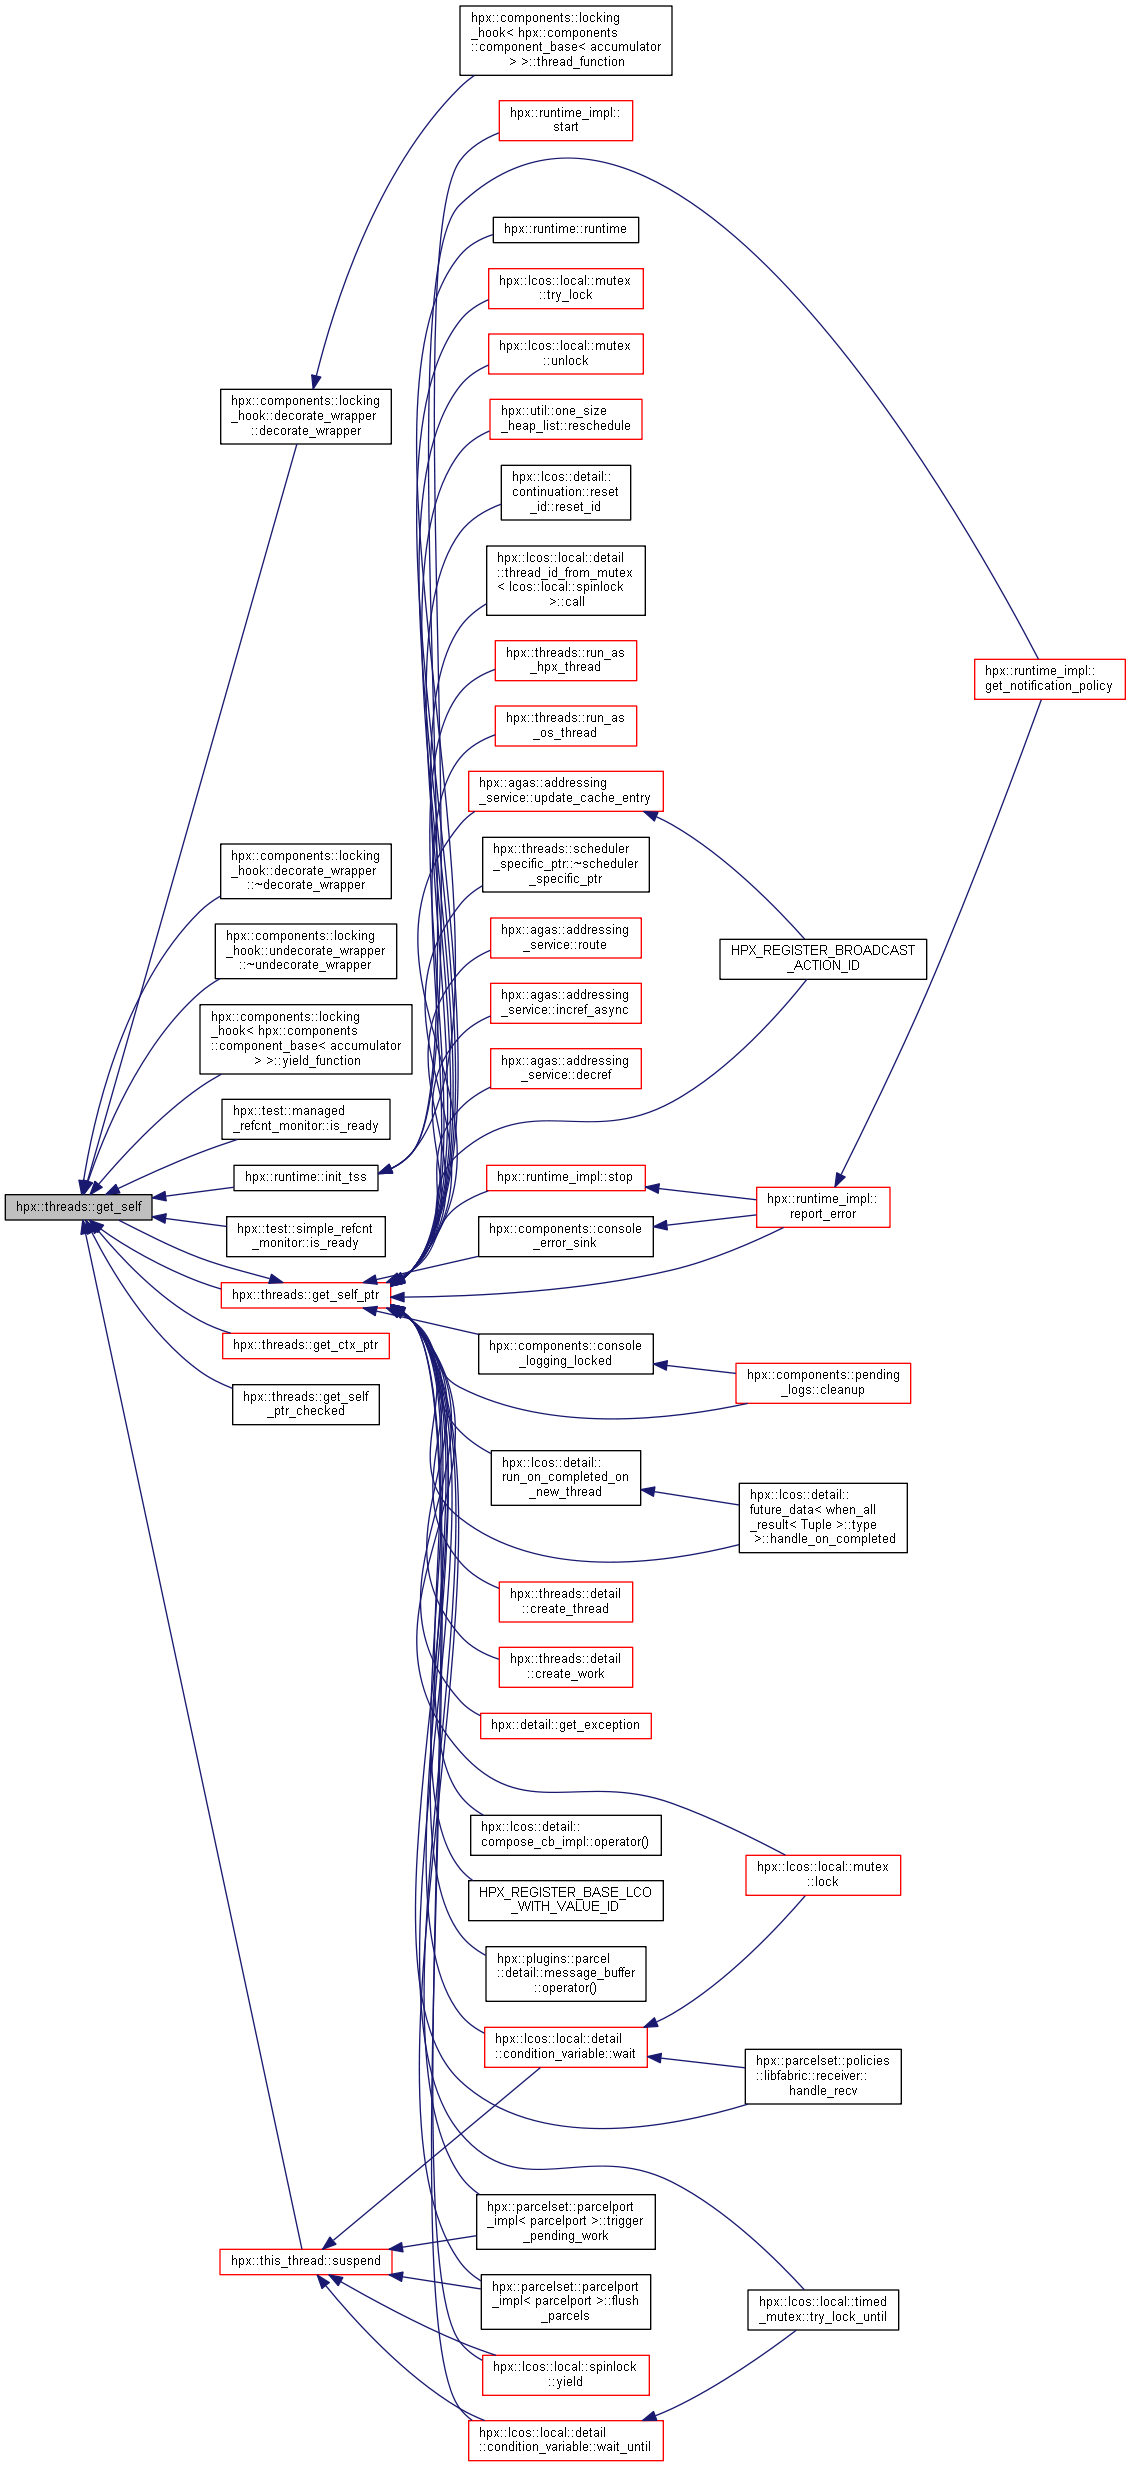 hpx::components::locking
_hook< hpx::components
::component_base< accumulator
> >::thread_function
hpx::runtime_impl::
start
hpx::runtime::runtime
hpx::lcos::local::mutex
::try_lock
hpx::lcos::local::mutex
::unlock
hpx::components::locking
_hook::decorate_wrapper
::decorate_wrapper
hpx::util::one_size
_heap_list::reschedule
hpx::lcos::detail::
continuation::reset
_id::reset_id
hpx::lcos::local::detail
::thread_id_from_mutex
< lcos::local::spinlock
>::call
hpx::threads::run_as
_hpx_thread
hpx::runtime_impl::
get_notification_policy
hpx::threads::run_as
_os_thread
hpx::agas::addressing
_service::update_cache_entry
hpx::threads::scheduler
_specific_ptr::~scheduler
_specific_ptr
hpx::components::locking
_hook::decorate_wrapper
::~decorate_wrapper
hpx::agas::addressing
_service::route
hpx::components::locking
_hook::undecorate_wrapper
::~undecorate_wrapper
HPX_REGISTER_BROADCAST
_ACTION_ID
hpx::agas::addressing
_service::incref_async
hpx::components::locking
_hook< hpx::components
::component_base< accumulator
> >::yield_function
hpx::agas::addressing
_service::decref
hpx::test::managed
_refcnt_monitor::is_ready
hpx::runtime::init_tss
hpx::runtime_impl::stop
hpx::threads::get_self
hpx::runtime_impl::
report_error
hpx::test::simple_refcnt
_monitor::is_ready
hpx::components::console
_error_sink
hpx::threads::get_self_ptr
hpx::threads::get_ctx_ptr
hpx::components::console
_logging_locked
hpx::components::pending
_logs::cleanup
hpx::threads::get_self
_ptr_checked
hpx::lcos::detail::
run_on_completed_on
_new_thread
hpx::lcos::detail::
future_data< when_all
_result< Tuple >::type
>::handle_on_completed
hpx::threads::detail
::create_thread
hpx::threads::detail
::create_work
hpx::detail::get_exception
hpx::lcos::detail::
compose_cb_impl::operator()
hpx::lcos::local::mutex
::lock
HPX_REGISTER_BASE_LCO
_WITH_VALUE_ID
hpx::plugins::parcel
::detail::message_buffer
::operator()
hpx::lcos::local::detail
::condition_variable::wait
hpx::parcelset::policies
::libfabric::receiver::
handle_recv
hpx::parcelset::parcelport
_impl< parcelport >::trigger
_pending_work
hpx::this_thread::suspend
hpx::parcelset::parcelport
_impl< parcelport >::flush
_parcels
hpx::lcos::local::timed
_mutex::try_lock_until
hpx::lcos::local::spinlock
::yield
hpx::lcos::local::detail
::condition_variable::wait_until